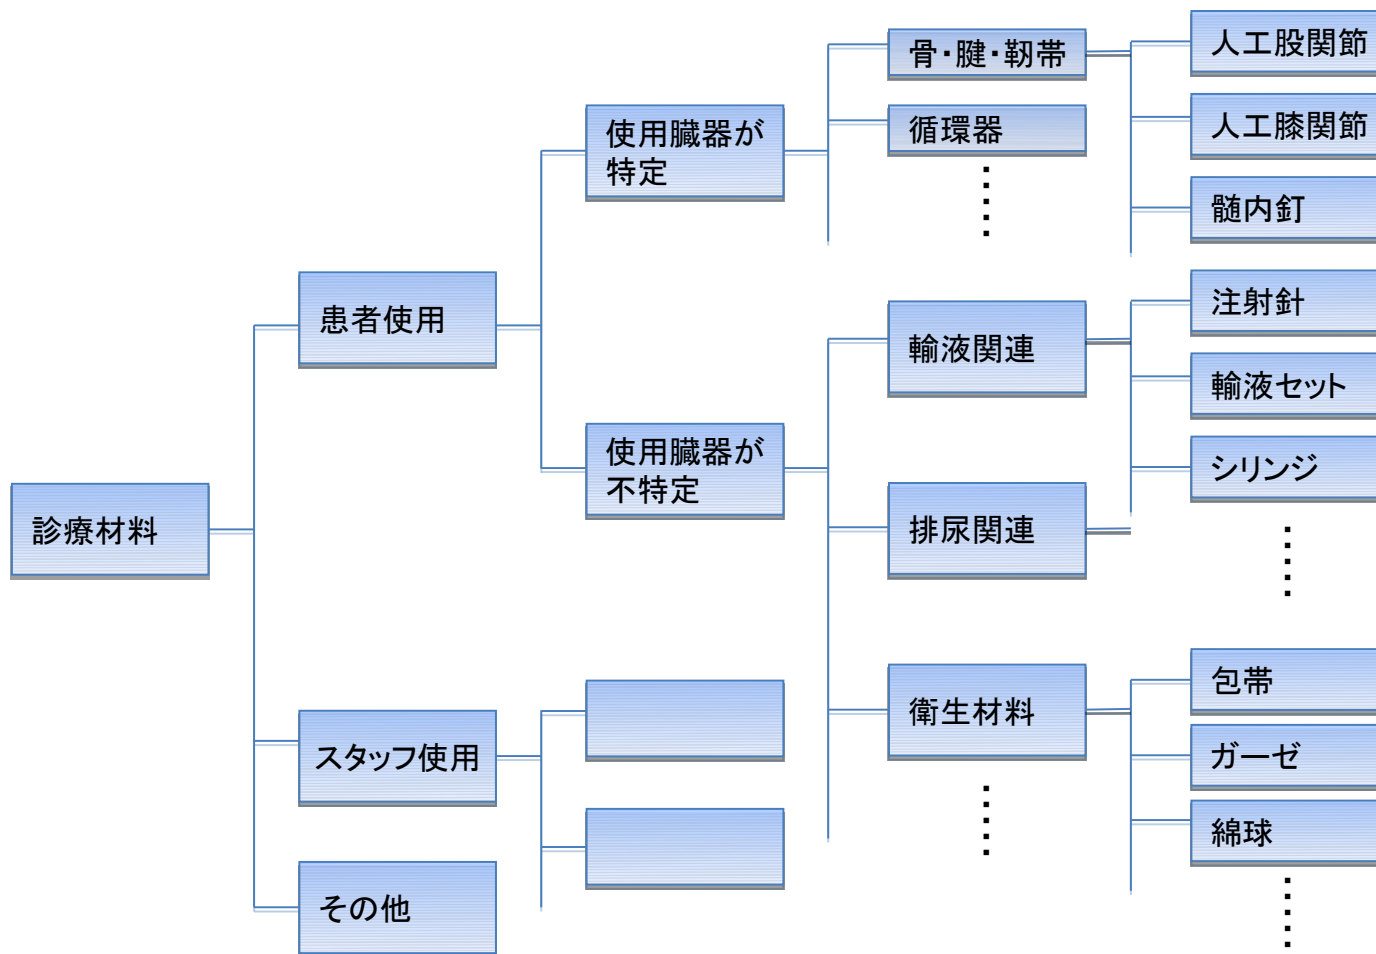 診療材料
患者使用
スタッフ使用
その他
使用臓器が
特定
使用臓器が
不特定
骨・腱・靭帯
循環器
輸液関連
排尿関連
衛生材料
人工股関節
人工膝関節
髄内釘
注射針
輸液セット
シリンジ
包帯
ガーゼ
綿球